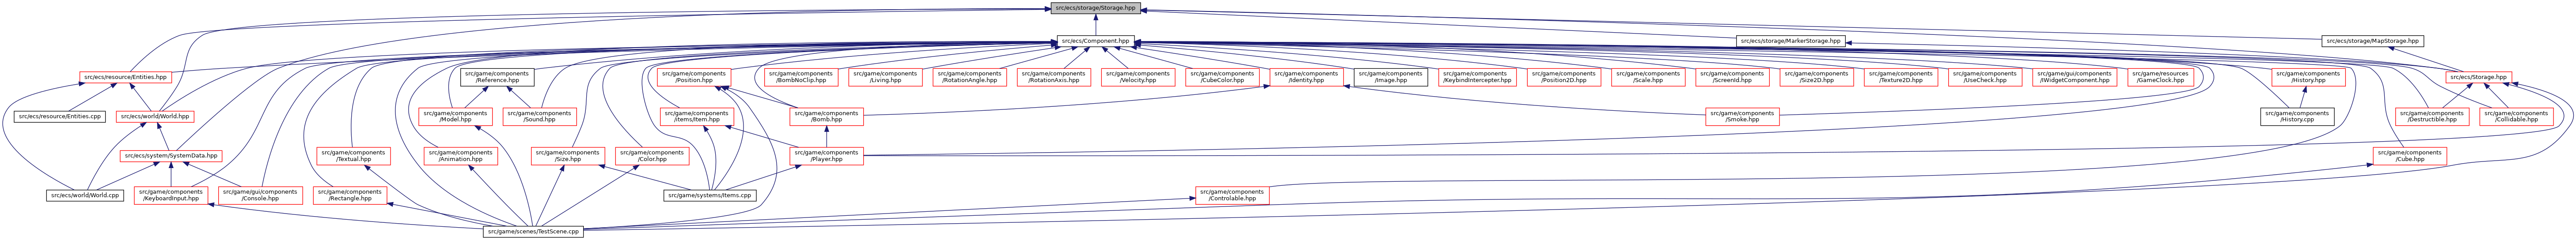 src/ecs/storage/Storage.hpp
src/ecs/Component.hpp
src/ecs/storage/MarkerStorage.hpp
src/ecs/storage/MapStorage.hpp
src/ecs/resource/Entities.hpp
src/game/components
/Reference.hpp
src/game/components
/Position.hpp
src/game/components
/BombNoClip.hpp
src/game/components
/Living.hpp
src/game/components
/RotationAngle.hpp
src/game/components
/RotationAxis.hpp
src/game/components
/Velocity.hpp
src/game/components
/CubeColor.hpp
src/game/components
/Identity.hpp
src/game/components
/Image.hpp
src/game/components
/KeybindIntercepter.hpp
src/game/components
/Position2D.hpp
src/game/components
/Scale.hpp
src/game/components
/ScreenId.hpp
src/game/components
/Size2D.hpp
src/game/components
/Texture2D.hpp
src/game/components
/UseCheck.hpp
src/game/gui/components
/IWidgetComponent.hpp
src/game/resources
/GameClock.hpp
src/game/components
/History.hpp
src/ecs/Storage.hpp
src/ecs/resource/Entities.cpp
src/ecs/world/World.hpp
src/game/components
/Model.hpp
src/game/components
/Sound.hpp
src/game/components
/items/Item.hpp
src/game/components
/Bomb.hpp
src/game/components
/Smoke.hpp
src/game/components
/History.cpp
src/game/components
/Destructible.hpp
src/game/components
/Collidable.hpp
src/ecs/system/SystemData.hpp
src/game/components
/Textual.hpp
src/game/components
/Animation.hpp
src/game/components
/Size.hpp
src/game/components
/Color.hpp
src/game/components
/Player.hpp
src/game/components
/Cube.hpp
src/ecs/world/World.cpp
src/game/components
/KeyboardInput.hpp
src/game/gui/components
/Console.hpp
src/game/components
/Rectangle.hpp
src/game/systems/Items.cpp
src/game/components
/Controlable.hpp
src/game/scenes/TestScene.cpp